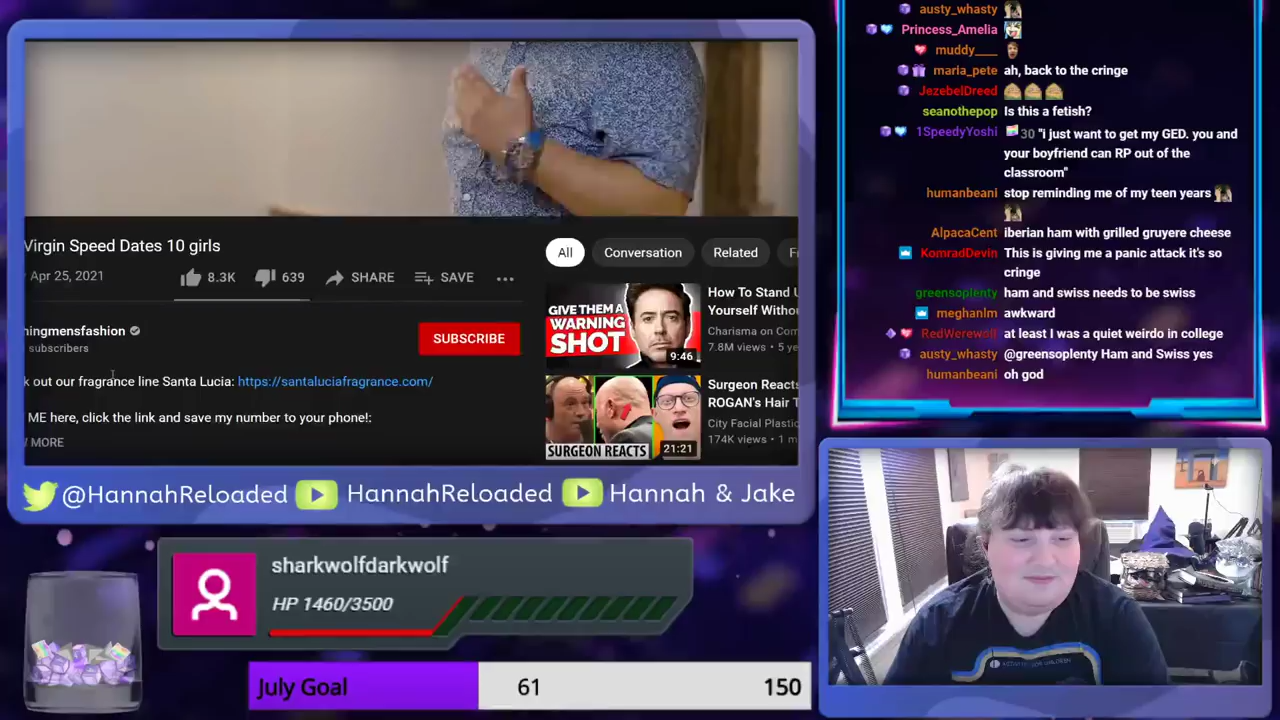 Virgin Speed Dates 10 girls
Apr 25, 2021
8.3K
639
SHARE
SAVE
...
ningmensfashion
subscribers
SUBSCRIBE
k out our fragrance line Santa Lucia: https://santaluciafragrance.com/
ME here, click the link and save my number to your phone!:
MORE
All
Conversation
Related
GIVE THEM A
WARNING
SHOT
9:46
How To Stand
Yourself Withou
Charisma on Com
7.8M views • 5 ye
SURGEON REACTS
21:21
Surgeon Reacts
ROGAN's Hair T
City Facial Plastic
174K views • 1 m
@HannahReloaded
HannahReloaded
Hannah & Jake
sharkwolfdarkwolf
HP 1460/3500
July Goal
61
150
austy_whasty
Princess_Amelia
muddy____
maria_pete ah, back to the cringe
JezebelDreed
seanothepop Is this a fetish?
1SpeedyYoshi 30 "i just want to get my GED. you and
your boyfriend can RP out of the
classroom"
humanbeani stop reminding me of my teen years
AlpacaCent iberian ham with grilled gruyere cheese
KomradDevin This is giving me a panic attack it's so
cringe
greensoplenty ham and swiss needs to be swiss
meghanlm awkward
RedWerewolf at least I was a quiet weirdo in college
austy_whasty @greensoplenty Ham and Swiss yes
humanbeani oh god